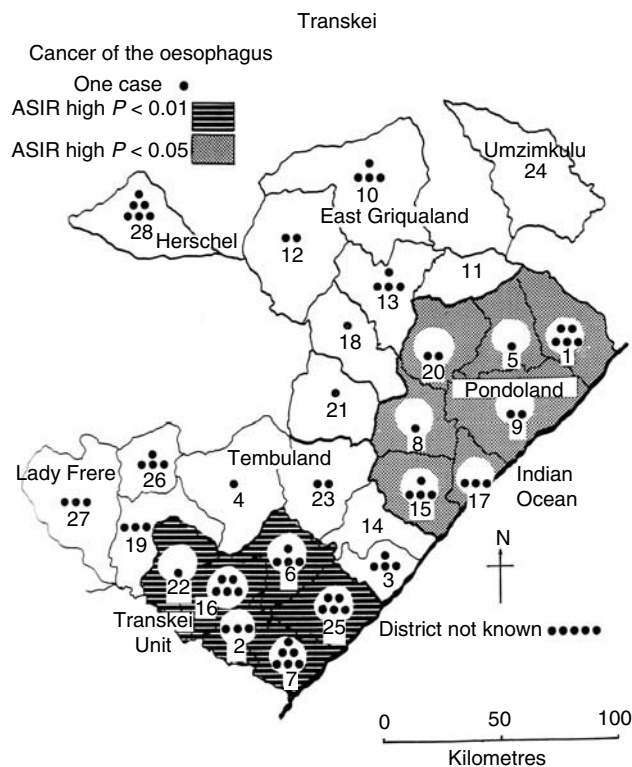 Transkei
Cancer of the oesophagus
One case
ASIR high P < 0.01
ASIR high P < 0.05
Umzimkulu
24
10
East Griqualand
28
Herschel
12
11
13
18
20
5
1
Pondoland
21
9
8
Lady Frere
26
Tembuland
4
23
27
15
17
Indian
Ocean
19
14
N
22
6
3
16
25
Transkei
Unit
2
District not known
7
0 50 100
Kilometres